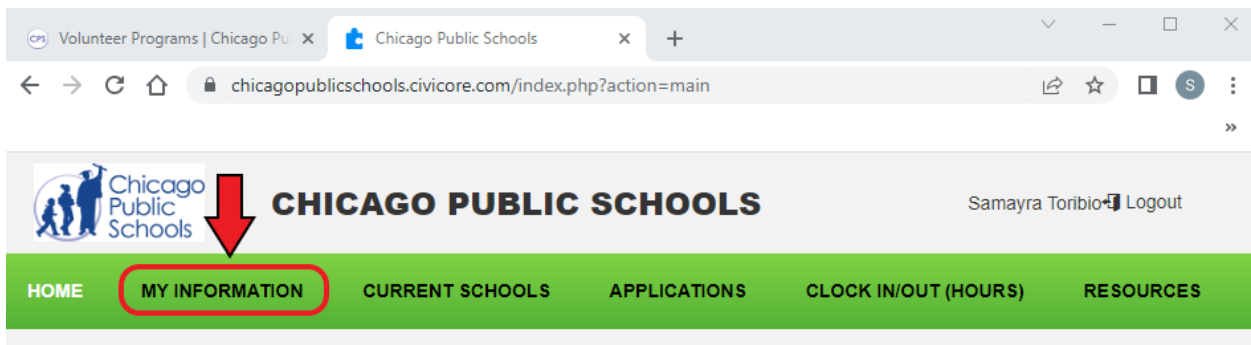 CPS Volunteer Programs | Chicago Pu Chicago Public Schools
chicagopublicschools.civicore.com/index.php?action=main S
Chicago
Public
Schools
CHICAGO PUBLIC SCHOOLS
Samayra Toribio Logout
HOME MY INFORMATION CURRENT SCHOOLS APPLICATIONS CLOCK IN/OUT (HOURS) RESOURCES